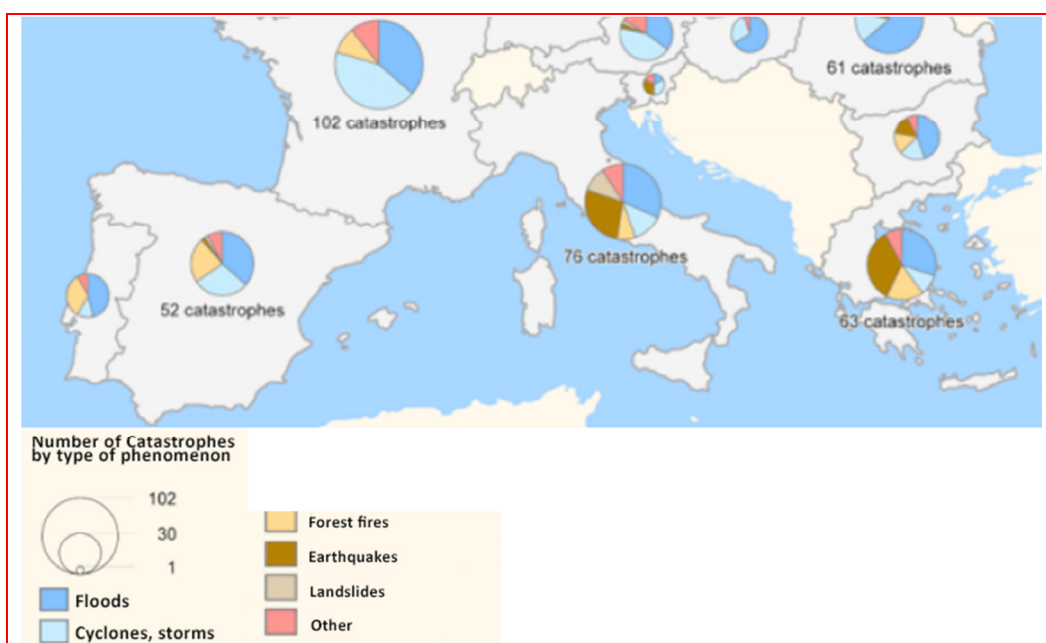 61 catastrophes
102 catastrophes
76 catastrophes
52 catastrophes
63 catastrophes
Number of Catastrophes
by type of phenomenon
102
30
1
Floods
Cyclones, storms
Forest fires
Earthquakes
Landslides
Other